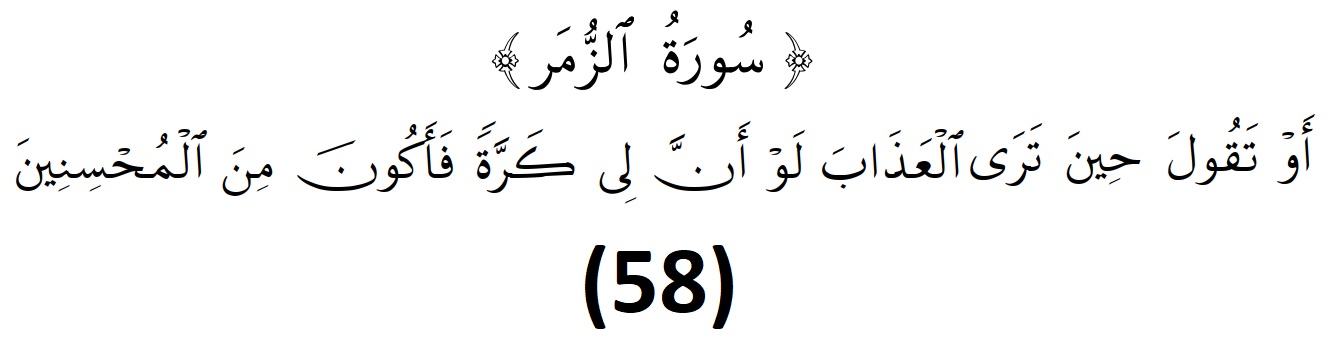 ﴿ سُورَةُ ٱلزُّمَر ﴾
أَوۡ تَقُولَ حِينَ تَرَى ٱلۡعَذَابَ لَوۡ أَنَّ لِى كَرَّةً فَأَكُونَ مِنَ ٱلۡمُحۡسِنِينَ
(58)